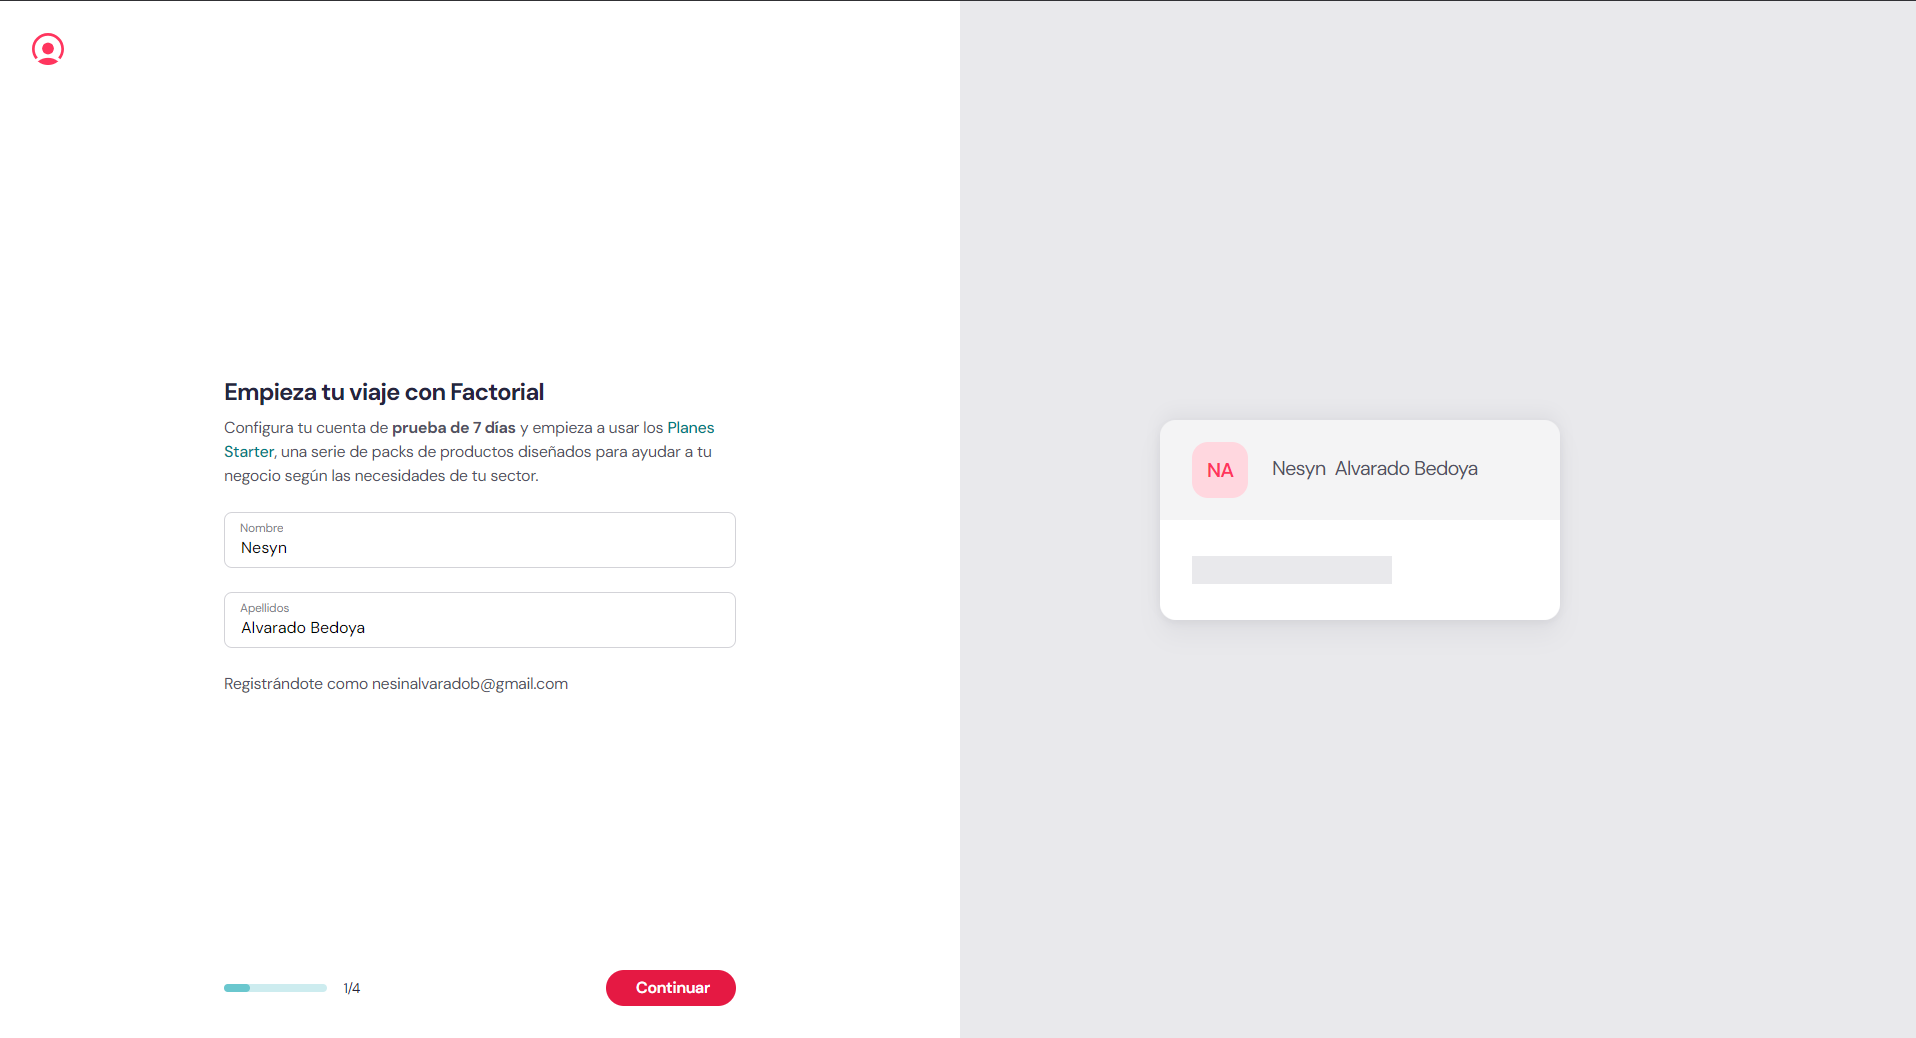 Empieza tu viaje con Factorial
Configura tu cuenta de prueba de 7 días y empieza a usar los Planes
Starter, una serie de packs de productos diseñados para ayudar a tu
negocio según las necesidades de tu sector.
Nombre
Nesyn
Apellidos
Alvarado Bedoya
Registrándote como nesinalvaradob@gmail.com
1/4
Continuar
NA
Nesyn Alvarado Bedoya